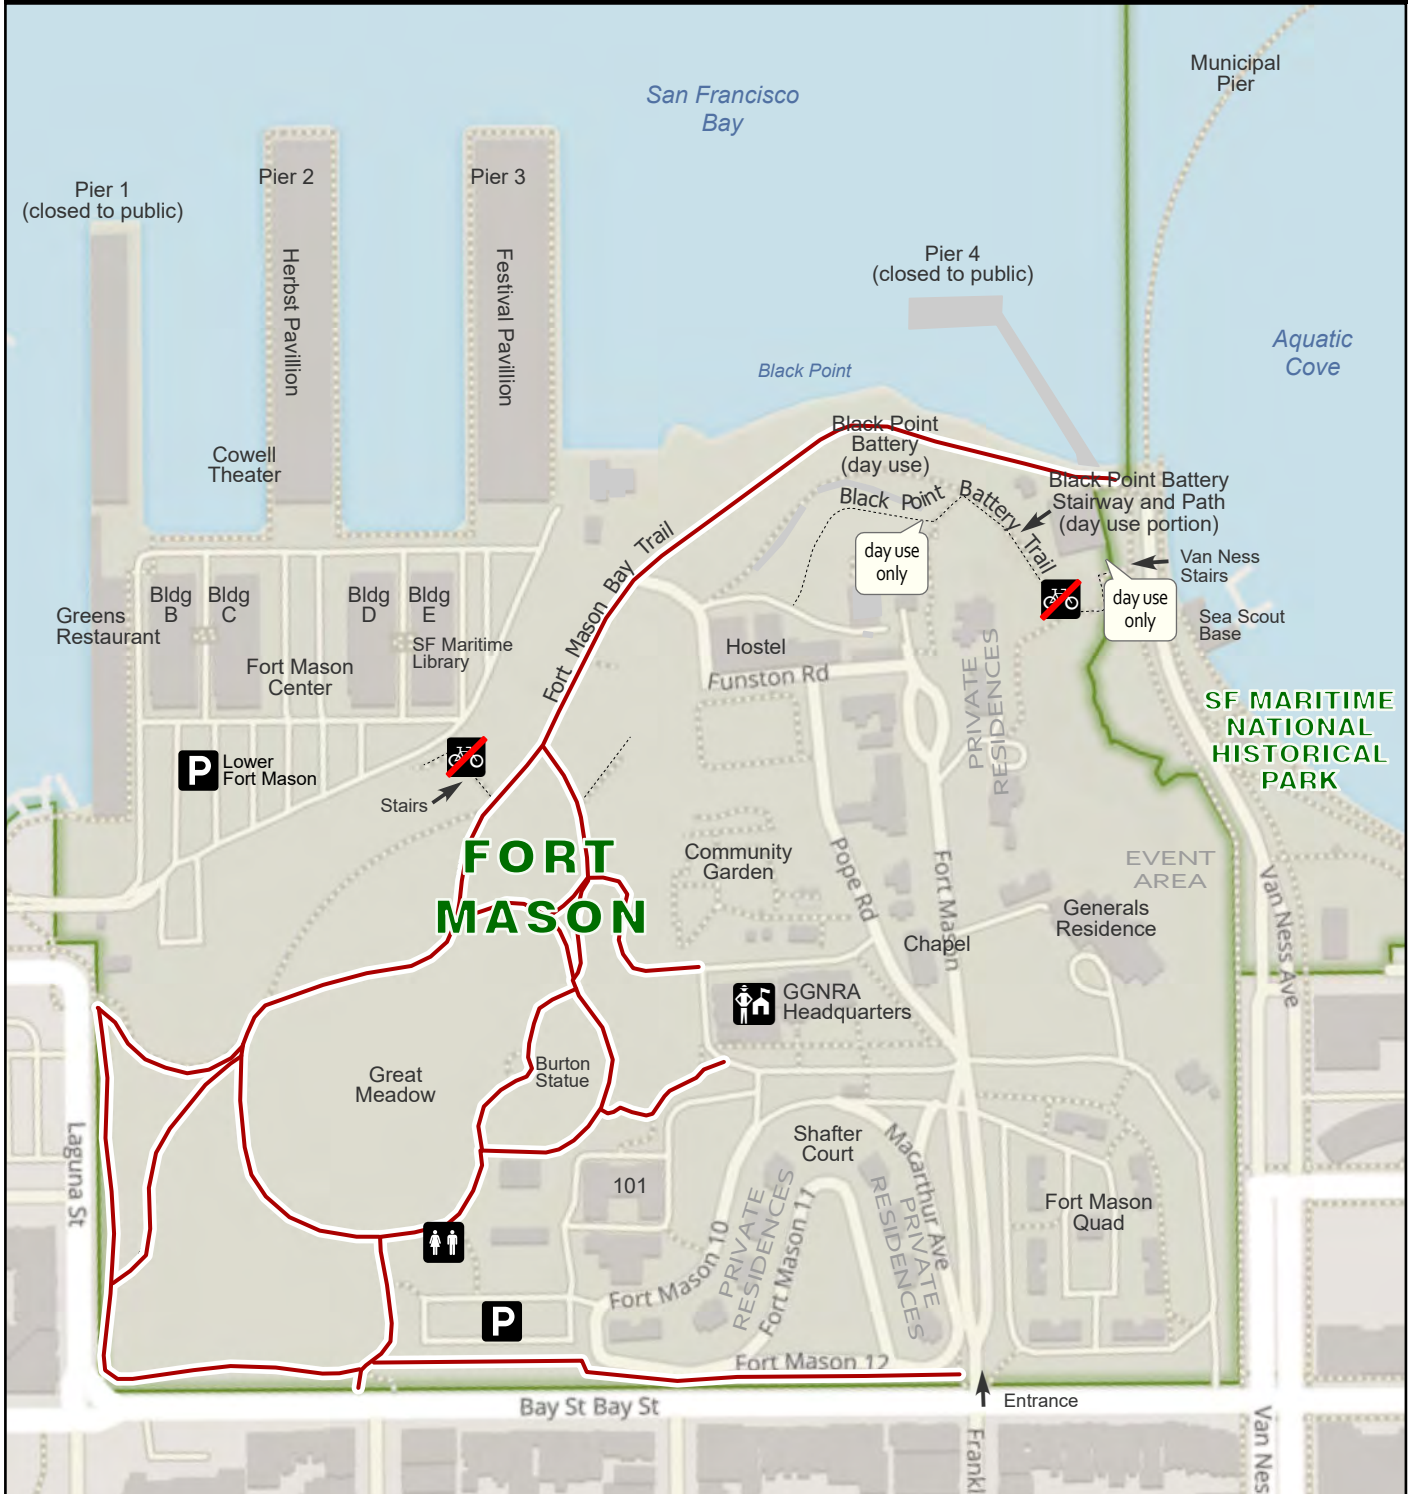 Municipal
Pier
San Francisco
Bay
Pier 1
(closed to public)
Pier 2
Pier 3
Herbst Pavillion
Festival Pavillion
Pier 4
(closed to public)
Aquatic
Cove
Black Point
Black Point
Battery
(day use)
Cowell
Theater
Black Point Battery Trail
Black Point Battery
Stairway and Path
(day use portion)
day use
only
Van Ness
Stairs
day use
only
Sea Scout
Base
Fort Mason Bay Trail
Bldg
B
Bldg
C
Bldg
D
Bldg
E
Greens
Restaurant
SF Maritime
Library
Fort Mason
Center
Hostel
Funston Rd
PRIVATE
RESIDENCES
SF MARITIME
NATIONAL
HISTORICAL
PARK
P
Lower
Fort Mason
Stairs
FORT
MASON
Community
Garden
Pope Rd
Fort Mason
EVENT
AREA
Generals
Residence
Chapel
Van Ness Ave
GGNRA
Headquarters
Great
Meadow
Burton
Statue
Laguna St
Shafter
Court
Macarthur Ave
101
PRIVATE
RESIDENCES
PRIVATE
RESIDENCES
Fort Mason
Quad
Fort Mason 10
Fort Mason 11
P
Fort Mason 12
Entrance
Bay St Bay St
Frankl
Van Nes